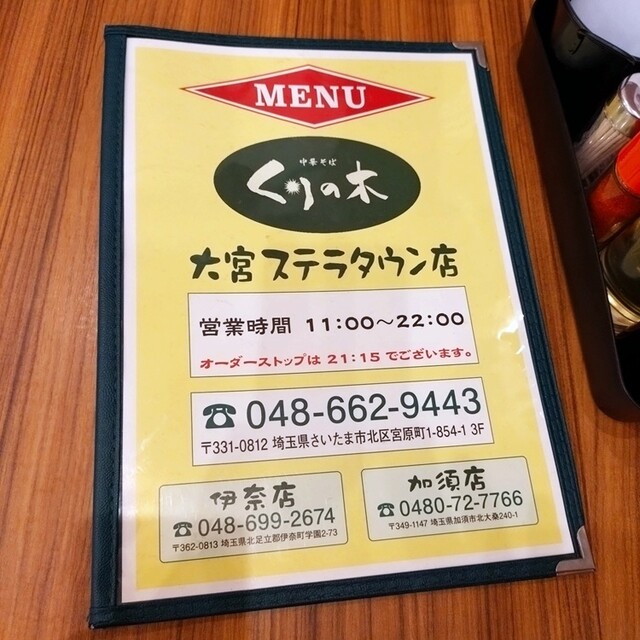 MENU
中華そば
くりの木
大宮ステラタウン店
営業時間 11:00～22:00
オーダーストップは 21:15 でございます。
☎ 048-662-9443
〒331-0812 埼玉県さいたま市北区宮原町1-854-1 3F
伊奈店
☎ 048-699-2674
〒362-0813 埼玉県北足立郡伊奈町学園2-73
加須店
☎ 0480-72-7766
〒349-1147 埼玉県加須市北大桑240-1